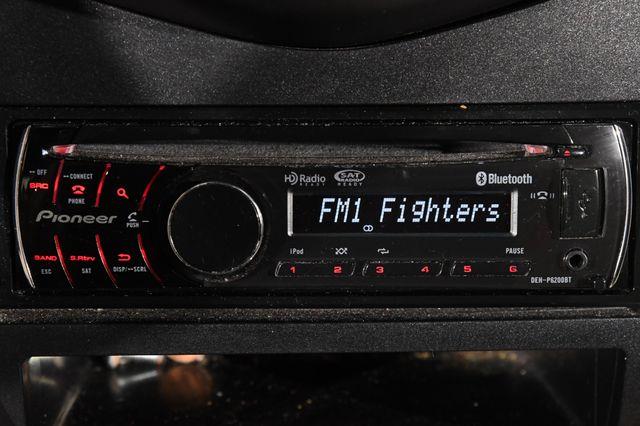 OFF
CONNECT
SRC
PHONE
Pioneer
PUSH
BAND
S.Rtrv
ESC
SAT
DISP/SCRL
HD Radio
READY
SAT
RADIO
READY
Bluetooth
FM1 Fighters
iPod
PAUSE
1 2 3 4 5 6
DEH-P6200BT